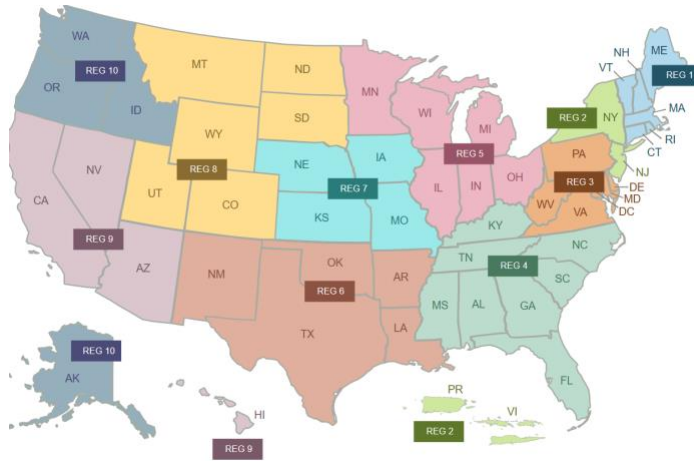 WA
REG 10
OR
ID
MT
ND
SD
WY
REG 8
UT
CO
NV
CA
REG 9
AZ
NE
IA
REG 7
KS
MO
MN
WI
MI
REG 5
IL
IN
OH
NM
OK
REG 6
TX
AR
LA
KY
TN
REG 4
NC
SC
MS
AL
GA
FL
PA
REG 3
WV
VA
DE
MD
DC
REG 2
NY
NJ
NH
ME
VT
REG 1
MA
RI
CT
REG 10
AK
HI
REG 9
PR
VI
REG 2